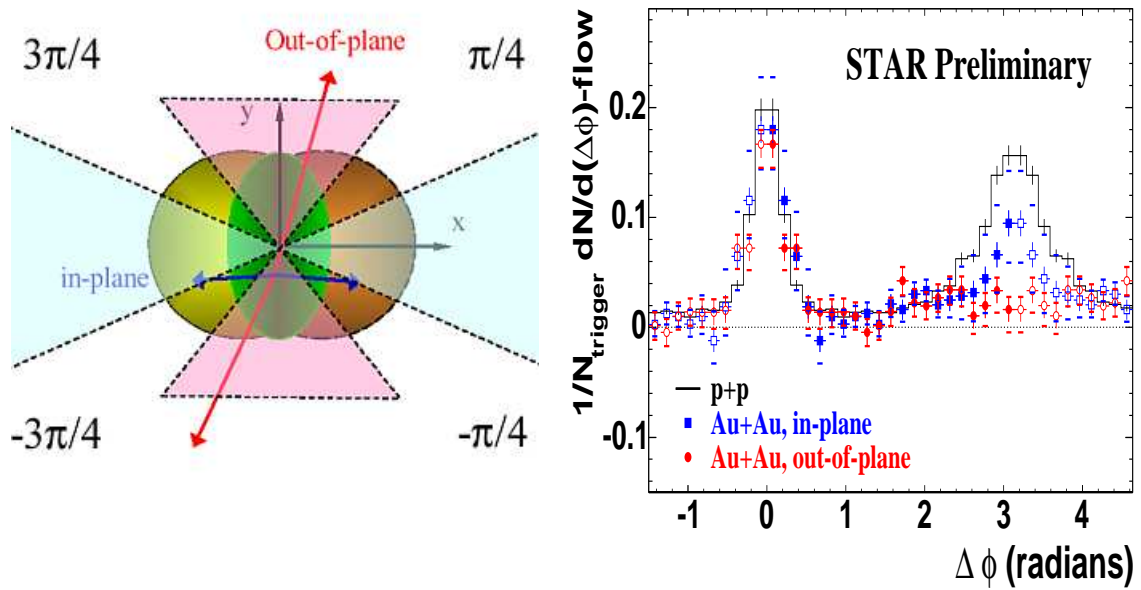 Out-of-plane
3π/4
π/4
y
x
in-plane
-3π/4
-π/4
1/N_trigger dN/d(Δϕ)-flow
STAR Preliminary
0.2
0.1
0
-0.1
p+p
Au+Au, in-plane
Au+Au, out-of-plane
-1 0 1 2 3 4
Δ ϕ (radians)